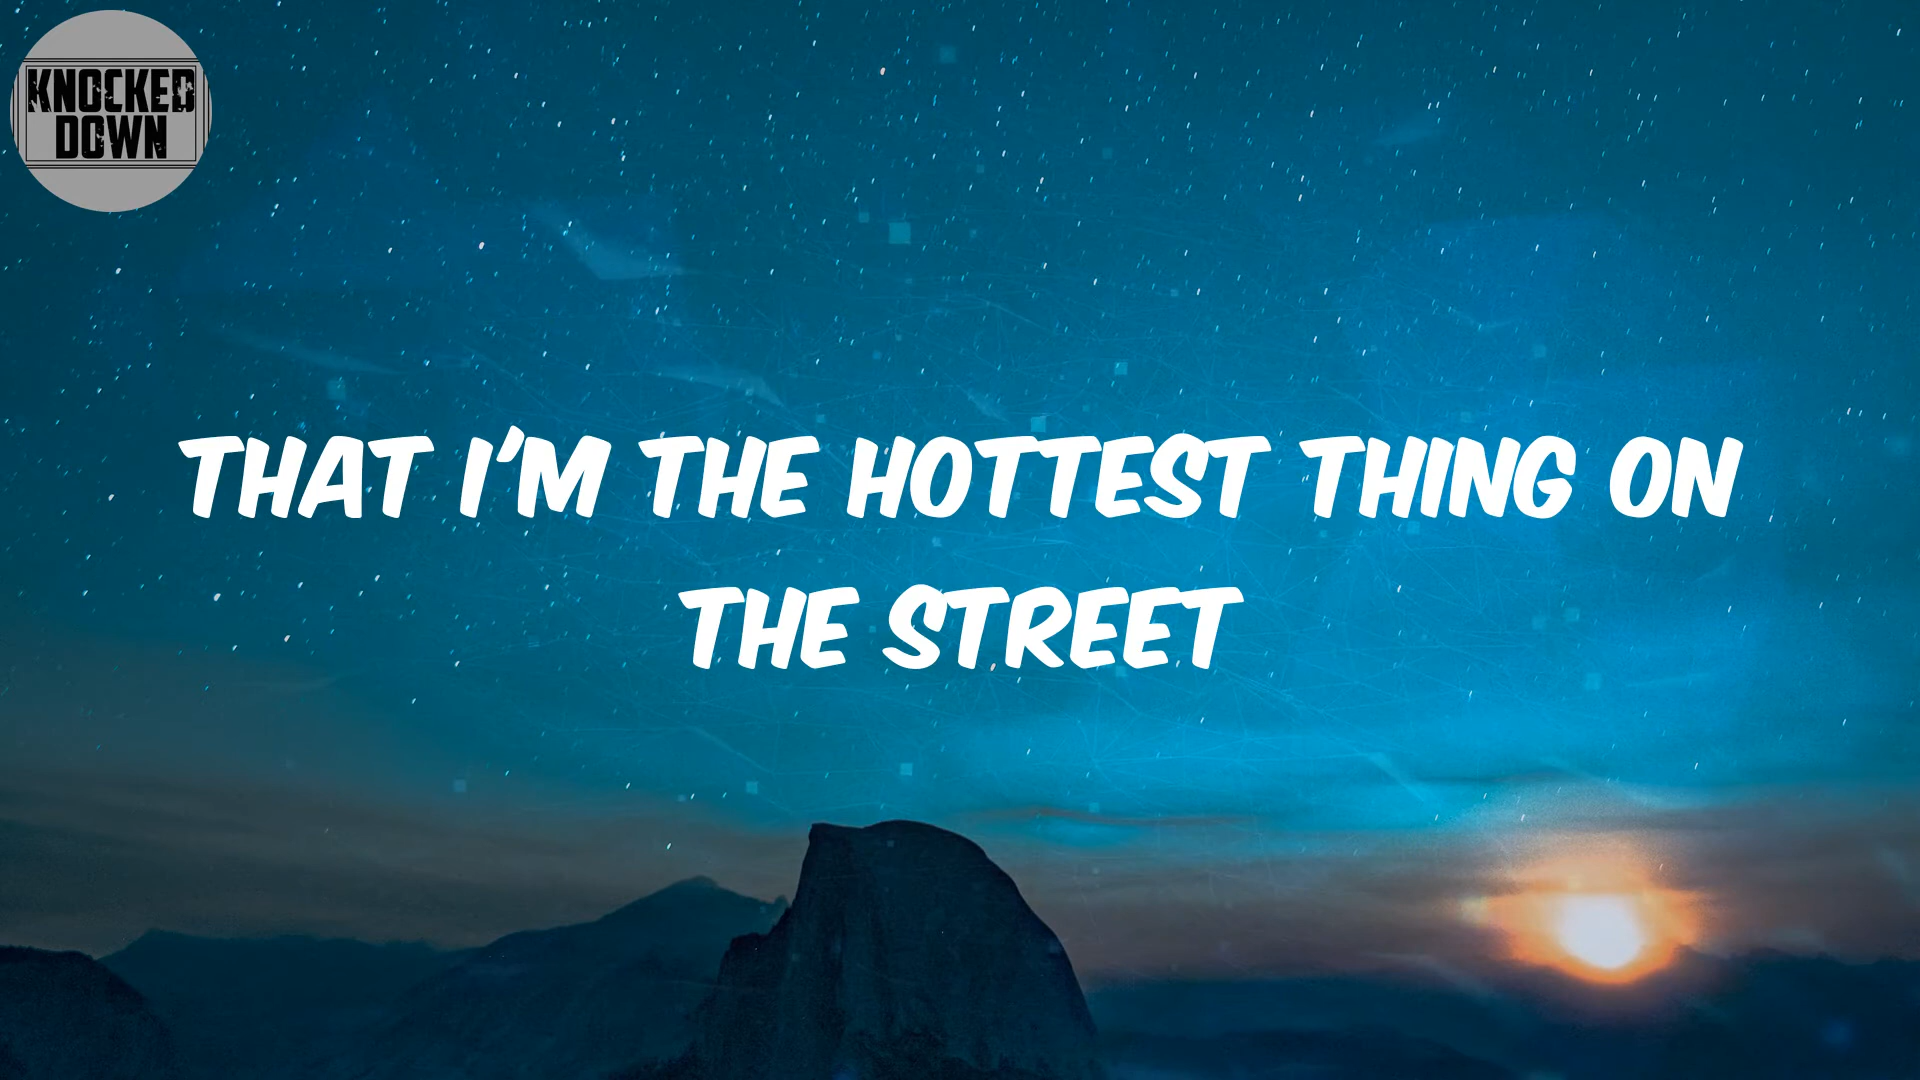 KNOCKED
DOWN
THAT I'M THE HOTTEST THING ON
THE STREET